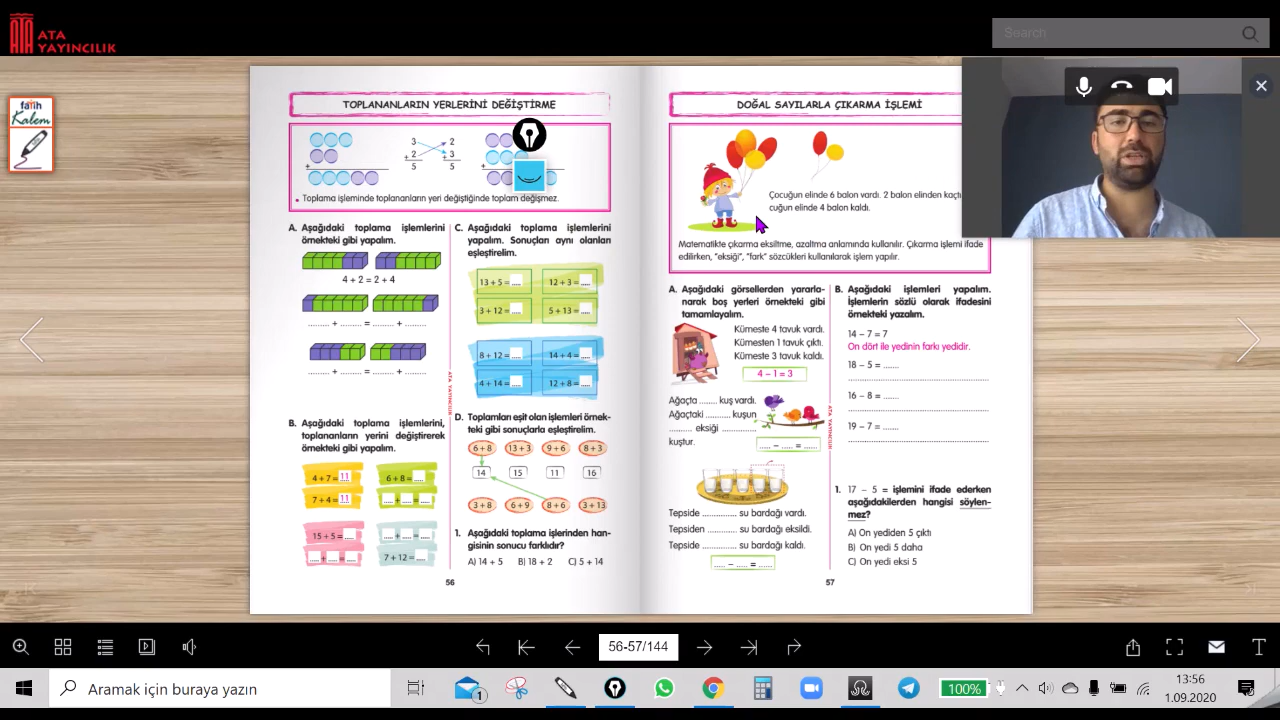 ATA
YAYINCILIK
Search
fatih
Kalem
TOPLANANLARIN YERLERİNİ DEĞİŞTİRME
3 2
+ 2 + 3
5 5
+
+
• Toplama işleminde toplananların yeri değiştiğinde toplam değişmez.
A. Aşağıdaki toplama işlemlerini
örnekteki gibi yapalım.
4 + 2 = 2 + 4
......... + ......... = ......... + .........
......... + ......... = ......... + .........
B. Aşağıdaki toplama işlemlerini,
toplananların yerini değiştirerek
örnekteki gibi yapalım.
4 + 7 = 11
7 + 4 = 11
6 + 8 = ....
..... + ..... = .....
15 + 5 = ....
..... + ..... = .....
..... + ..... = .....
7 + 12 = ....
C. Aşağıdaki toplama işlemlerini
yapalım. Sonuçları aynı olanları
eşleştirelim.
13 + 5 = .... 12 + 3 = ....
3 + 12 = .... 5 + 13 = ....
8 + 12 = .... 14 + 4 = ....
4 + 14 = .... 12 + 8 = ....
D. Toplamları eşit olan işlemleri örnek-
teki gibi sonuçlarla eşleştirelim.
6 + 8 13 + 3 9 + 6 8 + 3
14 15 11 16
3 + 8 6 + 9 8 + 6 3 + 13
1. Aşağıdaki toplama işlerinden han-
gisinin sonucu farklıdır?
A) 14 + 5 B) 18 + 2 C) 5 + 14
ATA YAYINCILIK
56
DOĞAL SAYILARLA ÇIKARMA İŞLEMİ
Çocuğun elinde 6 balon vardı. 2 balon elinden kaçtı
cuğun elinde 4 balon kaldı.
Matematikte çıkarma eksiltme, azaltma anlamında kullanılır. Çıkarma işlemi ifade
edilirken, "eksiği", "fark" sözcükleri kullanılarak işlem yapılır.
A. Aşağıdaki görsellerden yararla-
narak boş yerleri örnekteki gibi
tamamlayalım.
Kümeste 4 tavuk vardı.
Kümesten 1 tavuk çıktı.
Kümeste 3 tavuk kaldı.
4 – 1 = 3
Ağaçta ........ kuş vardı.
Ağaçtaki ........... kuşun
.......... eksiği ..............
kuştur.
..... – ..... = .....
Tepside .............. su bardağı vardı.
Tepsiden ............ su bardağı eksildi.
Tepside .............. su bardağı kaldı.
..... – ..... = ......
B. Aşağıdaki işlemleri yapalım.
İşlemlerin sözlü olarak ifadesini
örnekteki yazalım.
14 – 7 = 7
On dört ile yedinin farkı yedidir.
18 – 5 = .......
16 – 8 = .......
19 – 7 = .......
1. 17 – 5 = işlemini ifade ederken
aşağıdakilerden hangisi söylen-
mez?
A) On yediden 5 çıktı
B) On yedi 5 daha
C) On yedi eksi 5
ATA YAYINCILIK
57
56-57/144
Aramak için buraya yazın
1
100%
13:56
1.09.2020